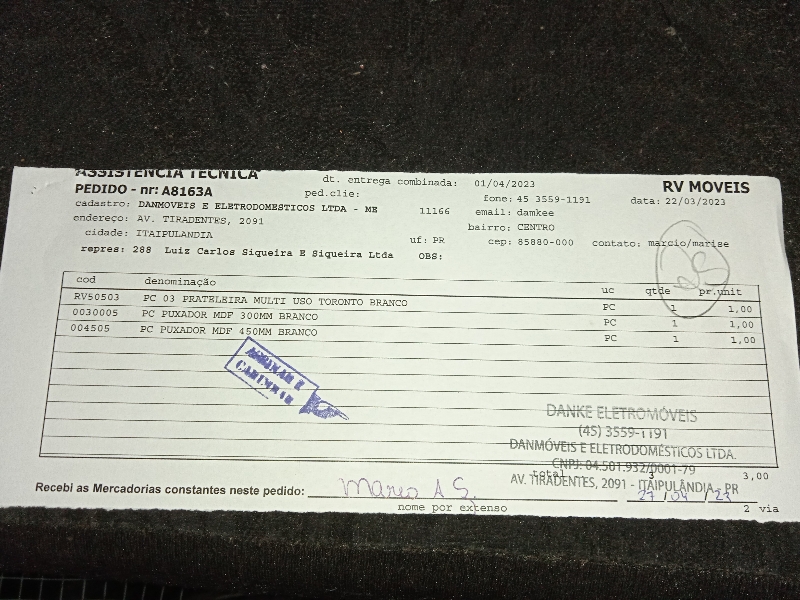 ASSISTENCIA TECNICA
dt. entrega combinada: 01/04/2023
RV MOVEIS
PEDIDO - nr: A8163A
ped.clie:
fone: 45 3559-1191
data: 22/03/2023
cadastro: DANMOVEIS E ELETRODOMESTICOS LTDA - ME 11166
email: damkee
endereço: AV. TIRADENTES, 2091
bairro: CENTRO
cidade: ITAIPULANDIA
uf: PR
cep: 85880-000
contato: marcio/marise
repres: 288 Luiz Carlos Siqueira E Siqueira Ltda
OBS:
cod denominação uc qtde pr.unit
RV50503 PC 03 PRATELEIRA MULTI USO TORONTO BRANCO PC 1 1,00
0030005 PC PUXADOR MDF 300MM BRANCO PC 1 1,00
004505 PC PUXADOR MDF 450MM BRANCO PC 1 1,00
ASSINAR E
CARIMBAR
DANKE ELETROMÓVEIS
(45) 3559-1191
DANMÓVEIS E ELETRODOMÉSTICOS LTDA.
CNPJ: 04.501.932/0001-79
total 3 3,00
AV. TIRADENTES, 2091 - ITAIPULÂNDIA - PR
Recebi as Mercadorias constantes neste pedido:
27/04/23
nome por extenso
2 via